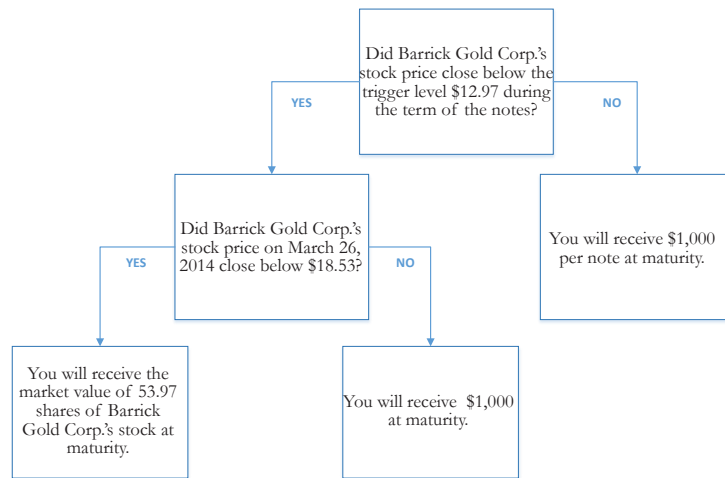 Did Barrick Gold Corp.'s
stock price close below the
trigger level $12.97 during
the term of the notes?
YES
NO
Did Barrick Gold Corp.'s
stock price on March 26,
2014 close below $18.53?
You will receive $1,000
per note at maturity.
YES
NO
You will receive the
market value of 53.97
shares of Barrick
Gold Corp.'s stock at
maturity.
You will receive $1,000
at maturity.